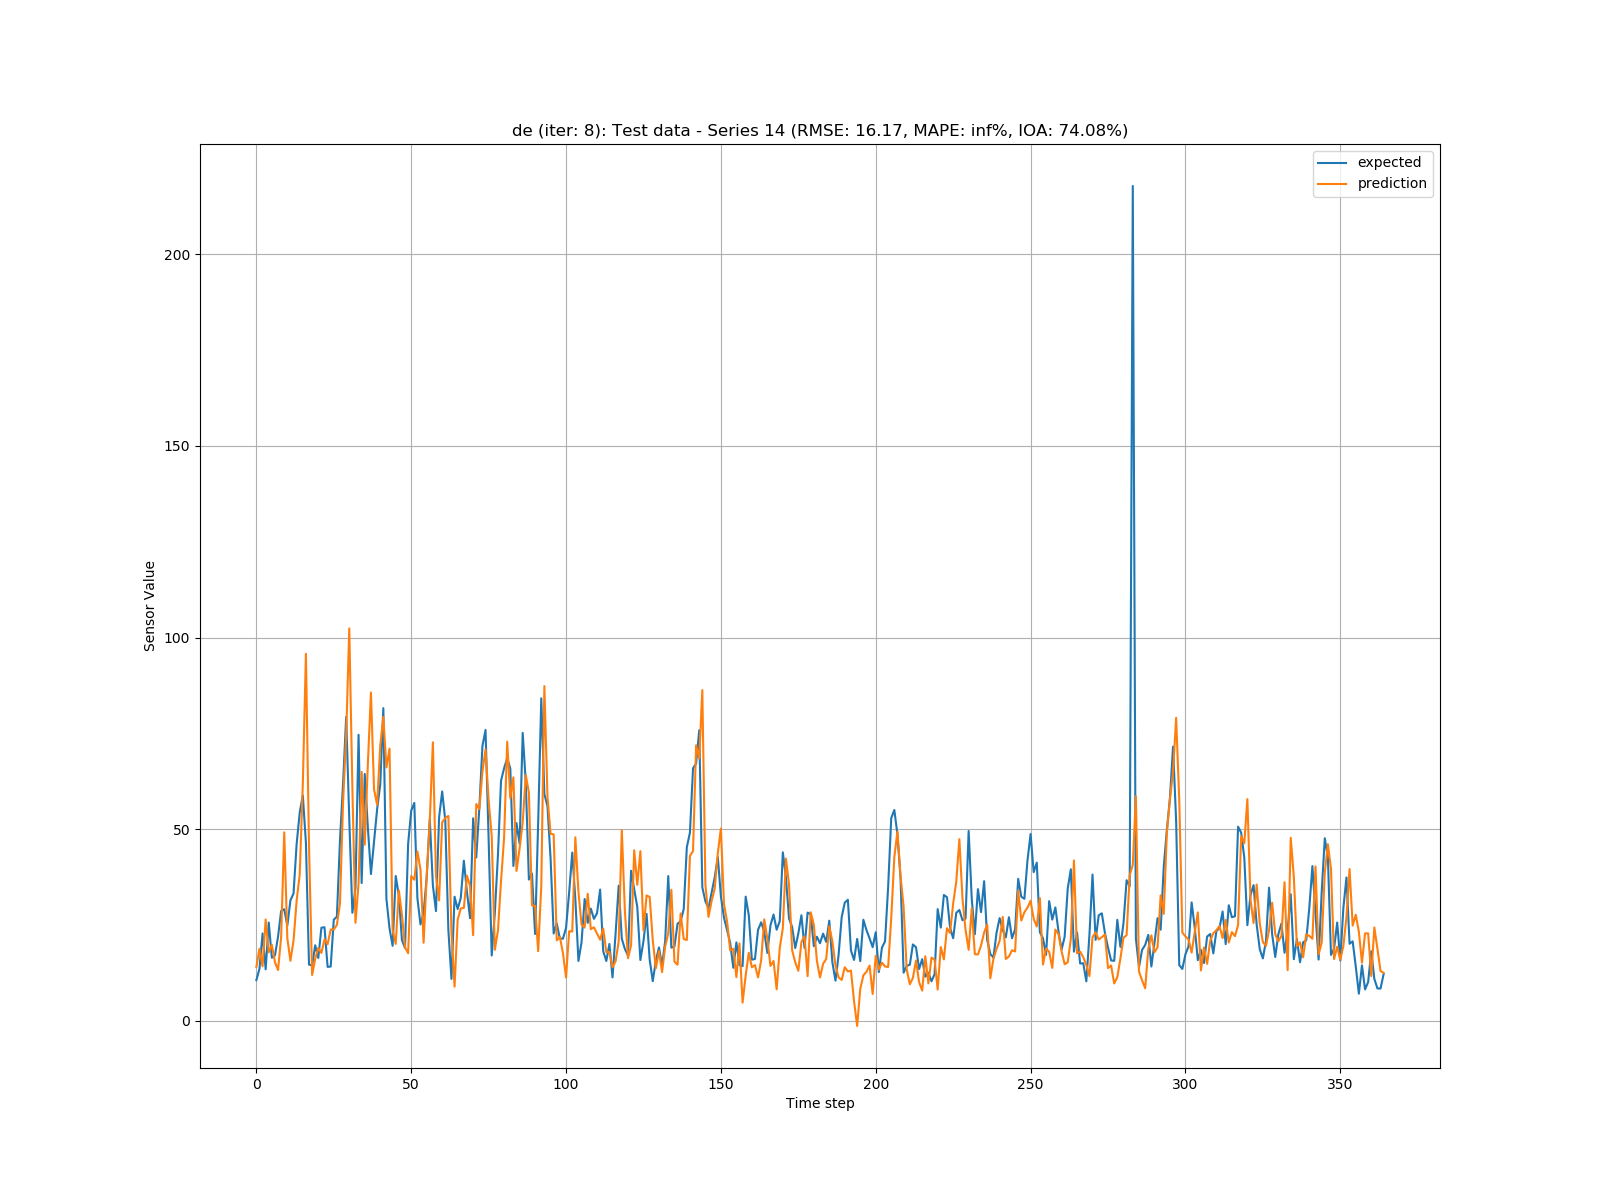 de (iter: 8): Test data - Series 14 (RMSE: 16.17, MAPE: inf%, IOA: 74.08%)
expected
prediction
200
150
100
50
0
Sensor Value
0 50 100 150 200 250 300 350
Time step